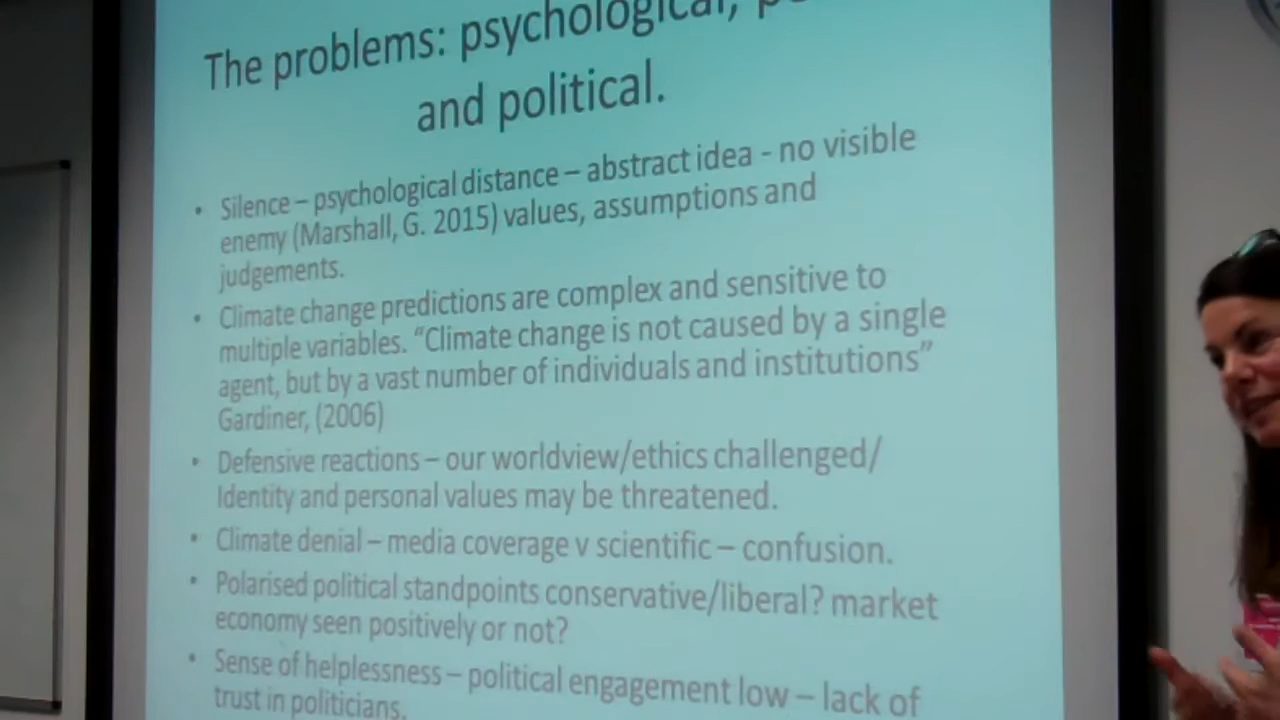 The problems: psychological,
and political.
• Silence – psychological distance – abstract idea - no visible
enemy (Marshall, G. 2015) values, assumptions and
judgements.
• Climate change predictions are complex and sensitive to
multiple variables. “Climate change is not caused by a single
agent, but by a vast number of individuals and institutions”
Gardiner, (2006)
• Defensive reactions – our worldview/ethics challenged/
Identity and personal values may be threatened.
• Climate denial – media coverage v scientific – confusion.
• Polarised political standpoints conservative/liberal? market
economy seen positively or not?
• Sense of helplessness – political engagement low – lack of
trust in politicians.